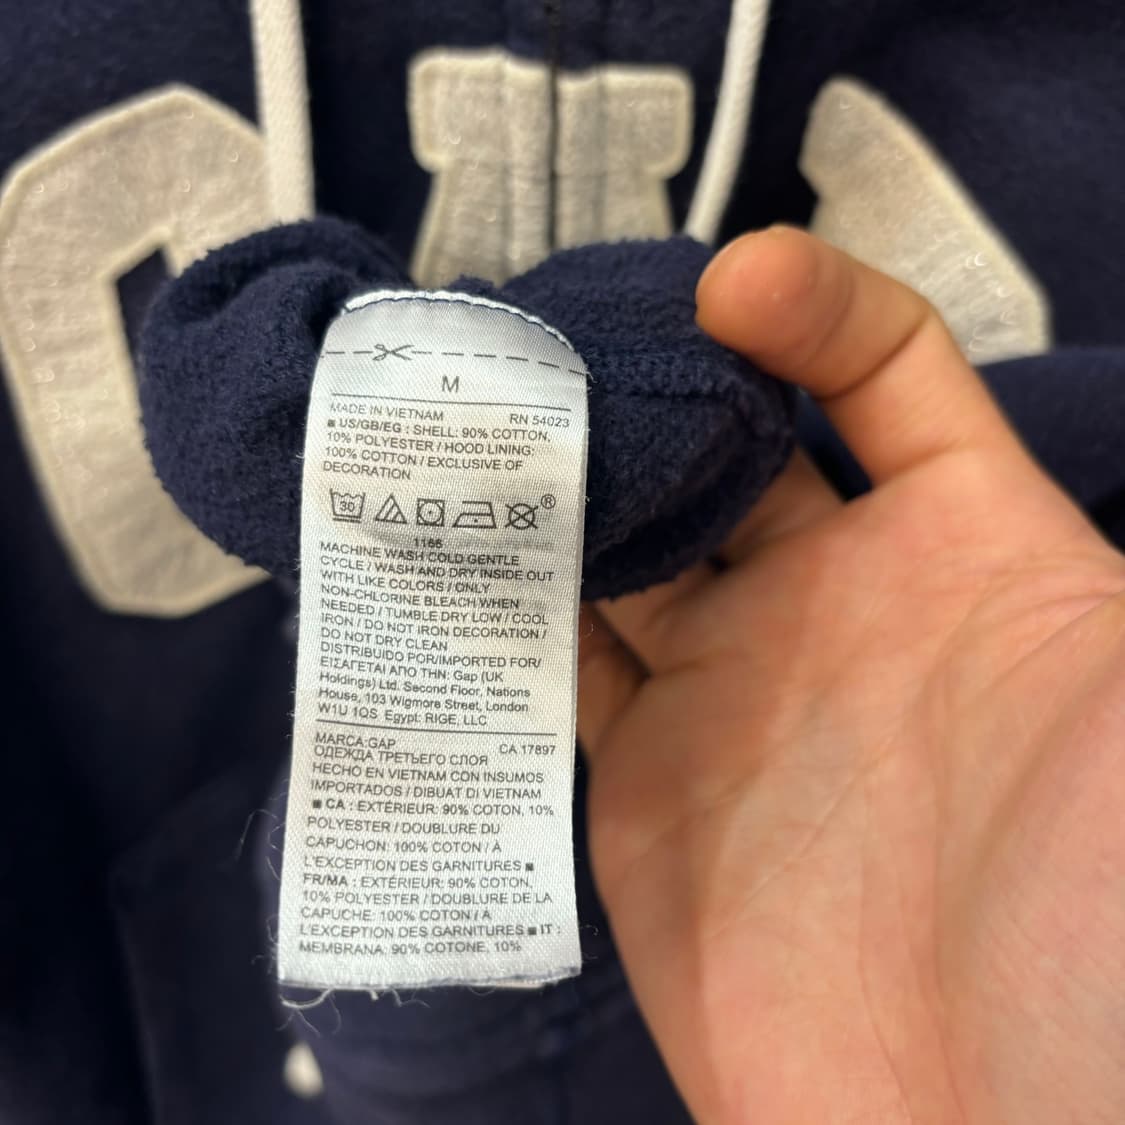 GAP
M
MADE IN VIETNAM RN 54023
■ US/GB/EG : SHELL: 90% COTTON,
10% POLYESTER / HOOD LINING:
100% COTTON / EXCLUSIVE OF
DECORATION
30 ®
1166
MACHINE WASH COLD GENTLE
CYCLE / WASH AND DRY INSIDE OUT
WITH LIKE COLORS / ONLY
NON-CHLORINE BLEACH WHEN
NEEDED / TUMBLE DRY LOW / COOL
IRON / DO NOT IRON DECORATION /
DO NOT DRY CLEAN
DISTRIBUIDO POR/IMPORTED FOR/
ΕΙΣΑΓΕΤΑΙ ΑΠΟ ΤΗΝ: Gap (UK
Holdings) Ltd. Second Floor, Nations
House, 103 Wigmore Street, London
W1U 1QS Egypt: RIGE, LLC
MARCA:GAP CA 17897
ОДЕЖДА ТРЕТЬЕГО СЛОЯ
HECHO EN VIETNAM CON INSUMOS
IMPORTADOS / DIBUAT DI VIETNAM
■ CA : EXTÉRIEUR: 90% COTON, 10%
POLYESTER / DOUBLURE DU
CAPUCHON: 100% COTON / À
L'EXCEPTION DES GARNITURES ■
FR/MA : EXTÉRIEUR: 90% COTON,
10% POLYESTER / DOUBLURE DE LA
CAPUCHE: 100% COTON / À
L'EXCEPTION DES GARNITURES ■ IT :
MEMBRANA: 90% COTONE, 10%